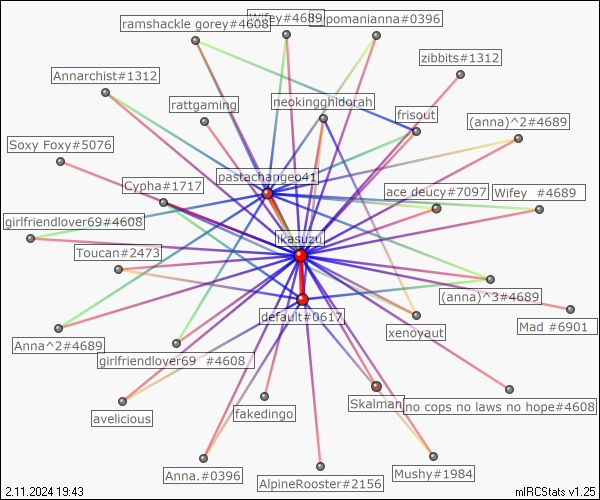 ramshackle gorey#4608
Wifey#4689
ypomanianna#0396
zibbits#1312
Annarchist#1312
rattgaming
neokingghidorah
frisout
(anna)^2#4689
Soxy Foxy#5076
Cypha#1717
pastachangeo41
ace deucy#7097
Wifey #4689
girlfriendlover69#4608
Toucan#2473
ikasuzu
(anna)^3#4689
default#0617
Mad #6901
Anna^2#4689
girlfriendlover69 #4608
xenoyaut
avelicious
fakedingo
Skalman
no cops no laws no hope#4608
Anna.#0396
AlpineRooster#2156
Mushy#1984
2.11.2024 19:43
mIRCStats v1.25